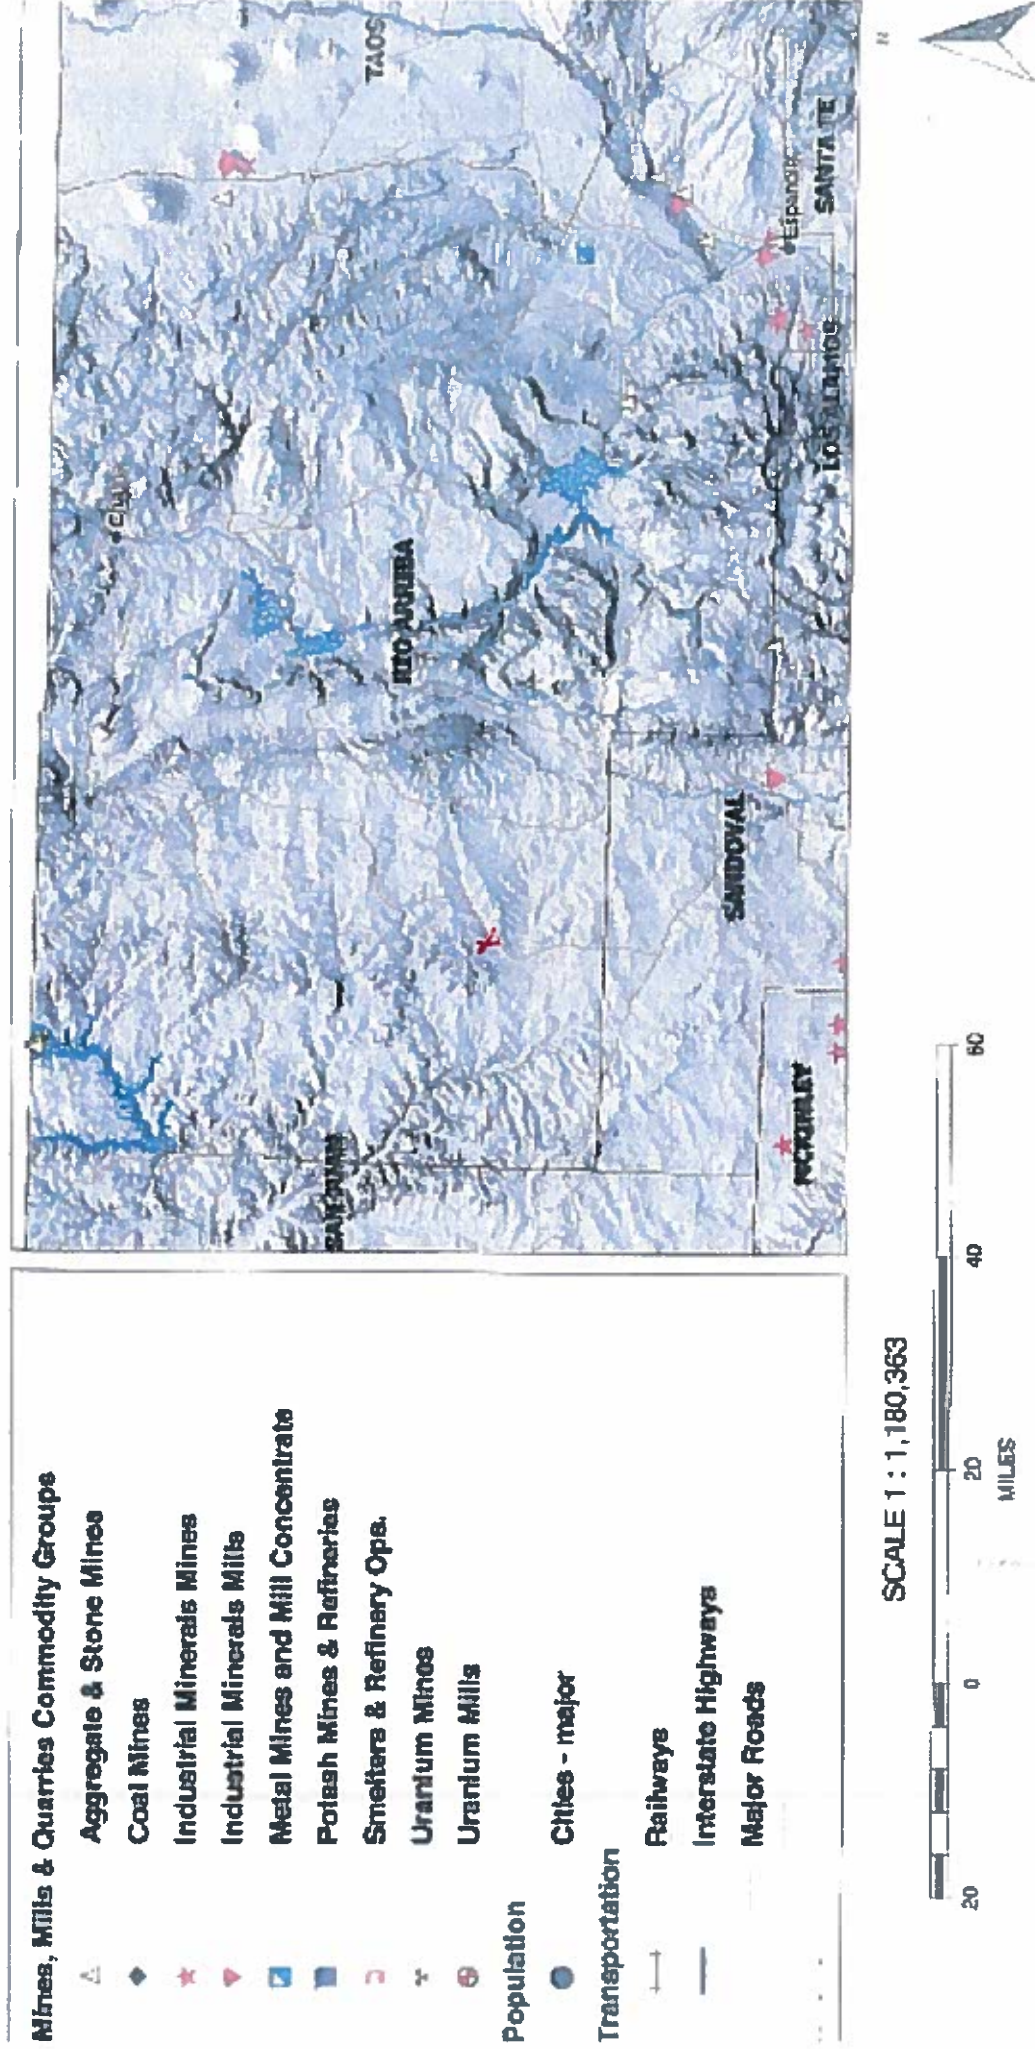 Mines, Mills & Quarries Commodity Groups
Aggregate & Stone Mines
Coal Mines
Industrial Minerals Mines
Industrial Minerals Mills
Metal Mines and Mill Concentrate
Potash Mines & Refineries
Smelters & Refinery Ops.
Uranium Mines
Uranium Mills
Population
Cities - major
Transportation
Railways
Interstate Highways
Major Roads
TAOS
RIO ARRIBA
SANDOVAL
MCKINLEY
LOS ALAMOS
SANTA FE
Espanola
SCALE 1 : 1,180,363
20 0 20 40 60
MILES
N